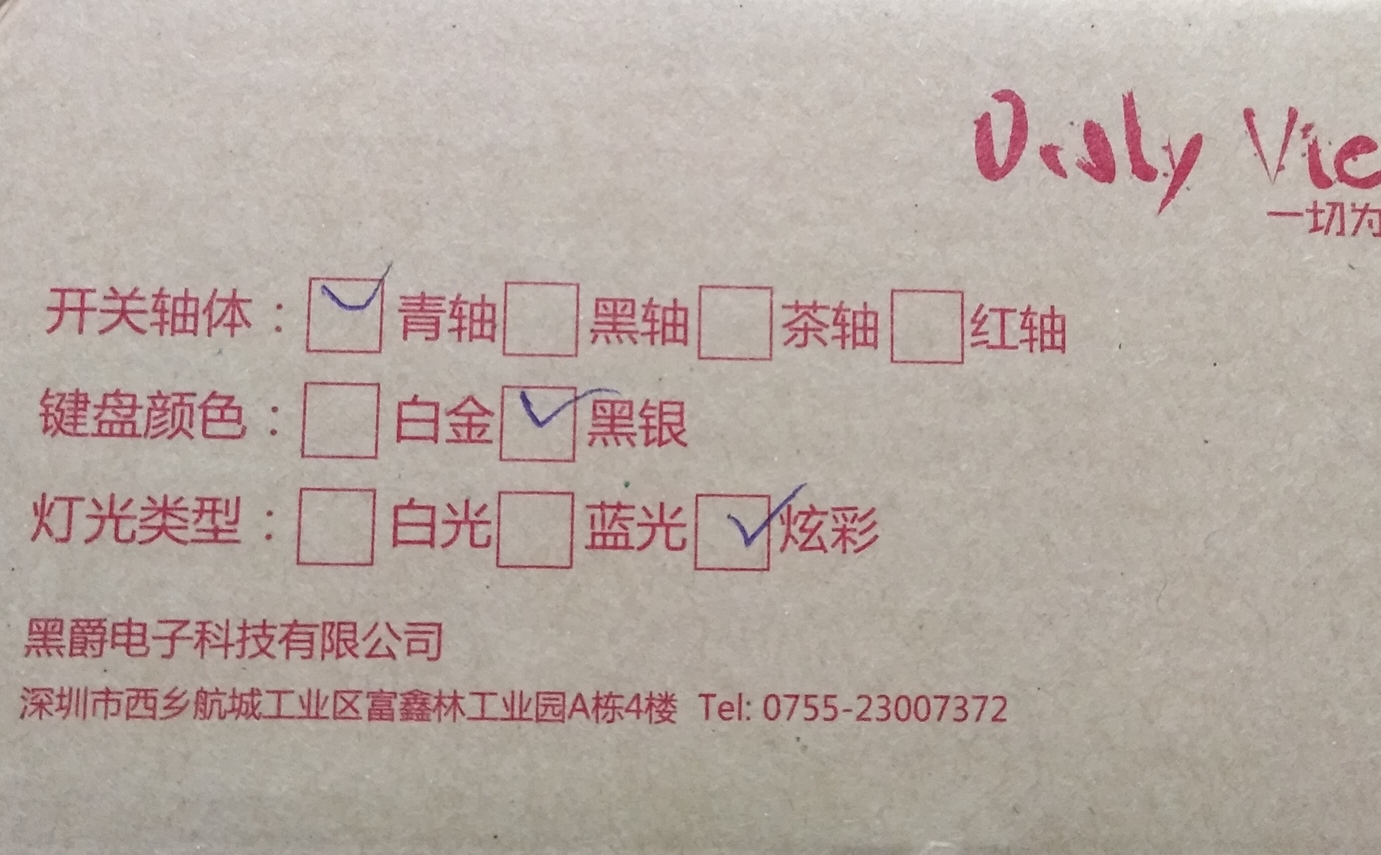 一切为
开关轴体：☑ 青轴 ☐ 黑轴 ☐ 茶轴 ☐ 红轴
键盘颜色：☐ 白金 ☑ 黑银
灯光类型：☐ 白光 ☐ 蓝光 ☑ 炫彩
黑爵电子科技有限公司
深圳市西乡航城工业区富鑫林工业园A栋4楼 Tel: 0755-23007372